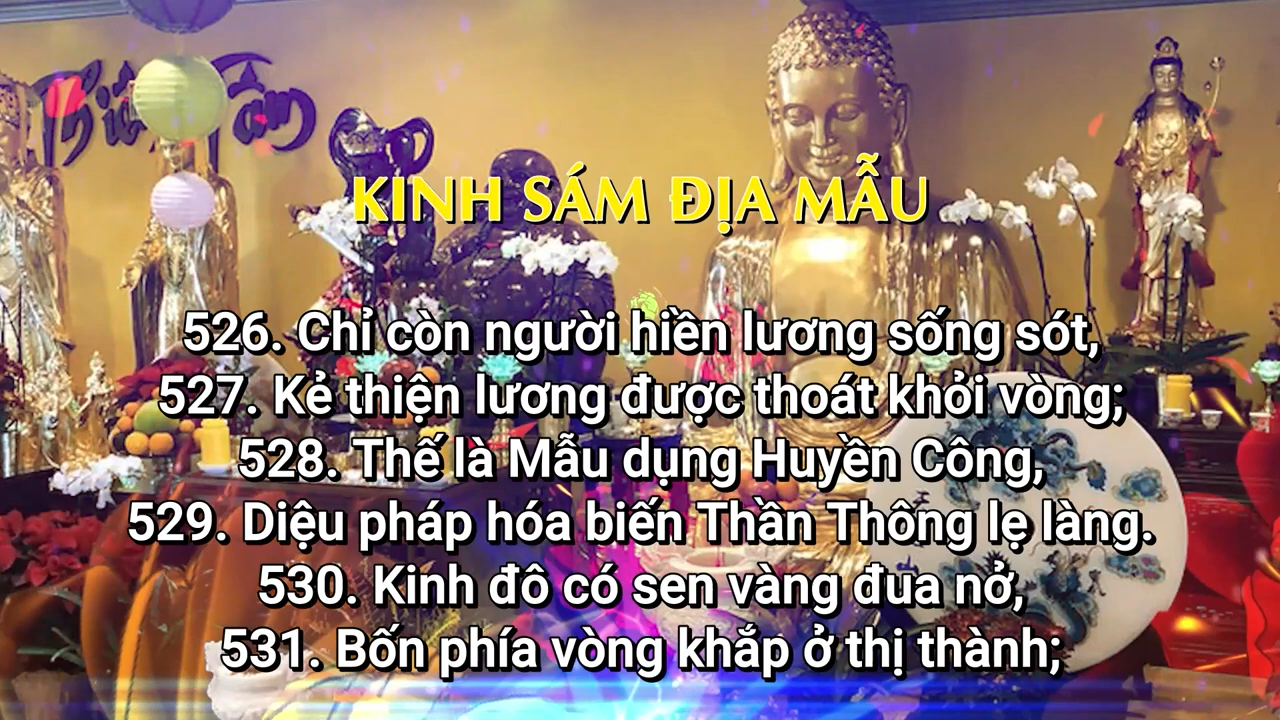 Thiên Tâm
KINH SÁM ĐỊA MẪU
526. Chỉ còn người hiền lương sống sót,
527. Kẻ thiện lương được thoát khỏi vòng;
528. Thế là Mẫu dụng Huyền Công,
529. Diệu pháp hóa biến Thần Thông lẹ làng.
530. Kinh đô có sen vàng đua nở,
531. Bốn phía vòng khắp ở thị thành;